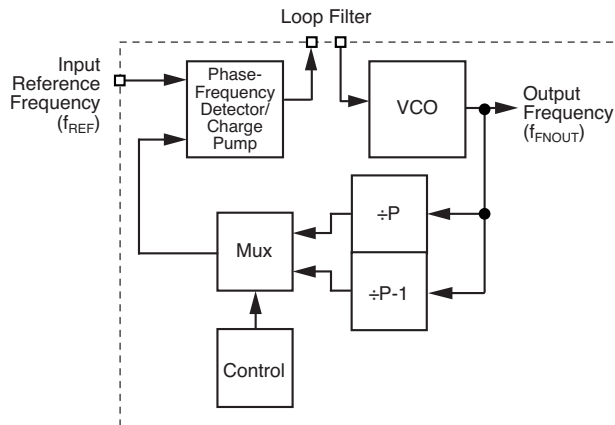 Loop Filter
Input
Reference
Frequency
(fREF)
Phase-
Frequency
Detector/
Charge
Pump
VCO
Output
Frequency
(fFNOUT)
÷P
Mux
÷P-1
Control